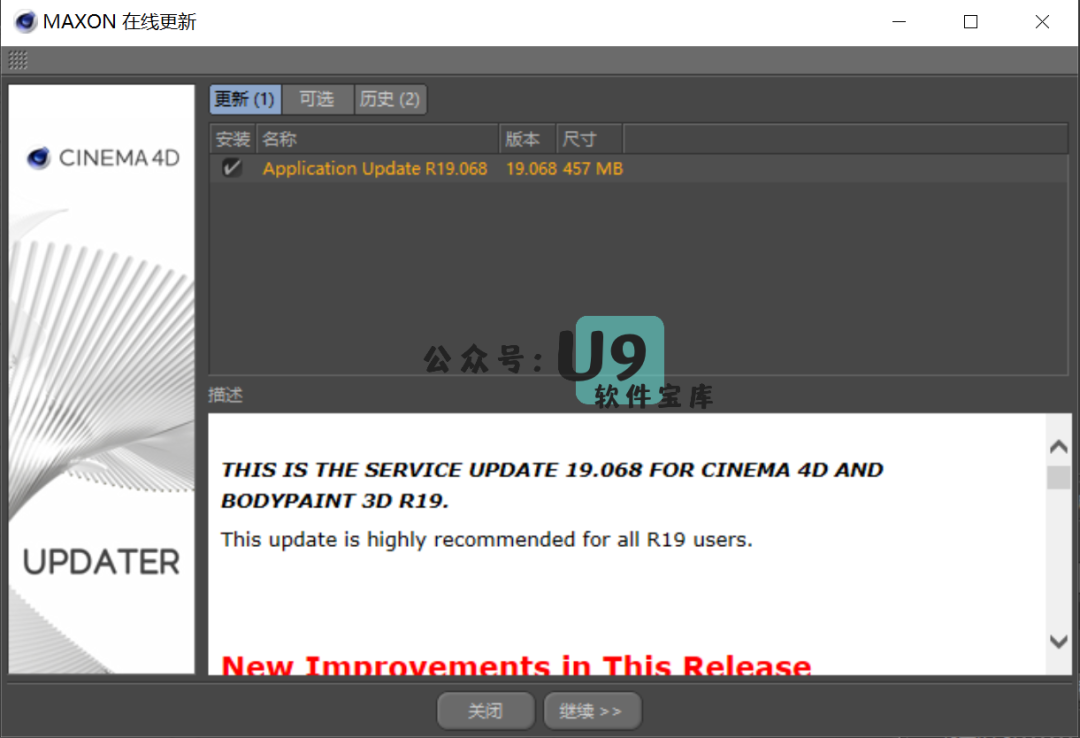 MAXON 在线更新
更新 (1) 可选 历史 (2)
安装 名称 版本 尺寸
Application Update R19.068 19.068 457 MB
CINEMA 4D
UPDATER
公众号: U9
软件宝库
描述
THIS IS THE SERVICE UPDATE 19.068 FOR CINEMA 4D AND
BODYPAINT 3D R19.
This update is highly recommended for all R19 users.
New Improvements in This Release
关闭 继续 >>